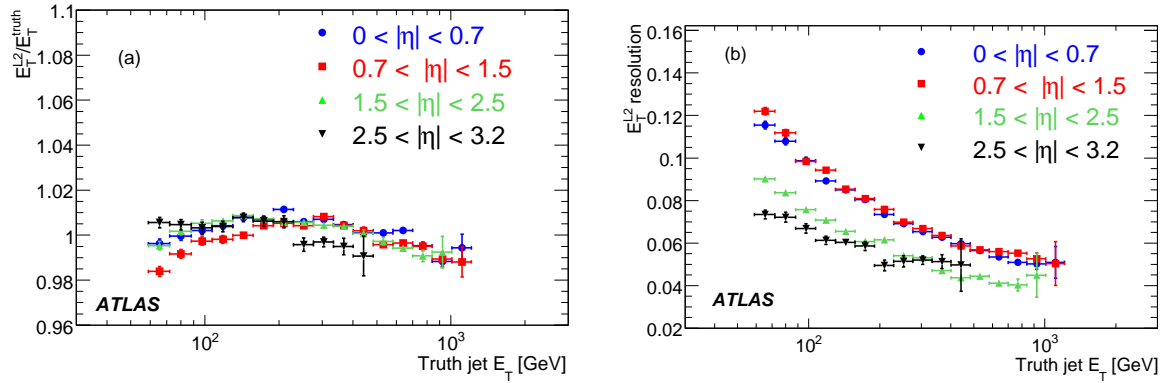 E_T^L2/E_T^truth
1.1
1.08
1.06
1.04
1.02
1
0.98
0.96
(a)
0 < |η| < 0.7
0.7 < |η| < 1.5
1.5 < |η| < 2.5
2.5 < |η| < 3.2
ATLAS
10^2
10^3
Truth jet E_T [GeV]
E_T^L2 resolution
0.16
0.14
0.12
0.1
0.08
0.06
0.04
0.02
(b)
0 < |η| < 0.7
0.7 < |η| < 1.5
1.5 < |η| < 2.5
2.5 < |η| < 3.2
ATLAS
10^2
10^3
Truth jet E_T [GeV]